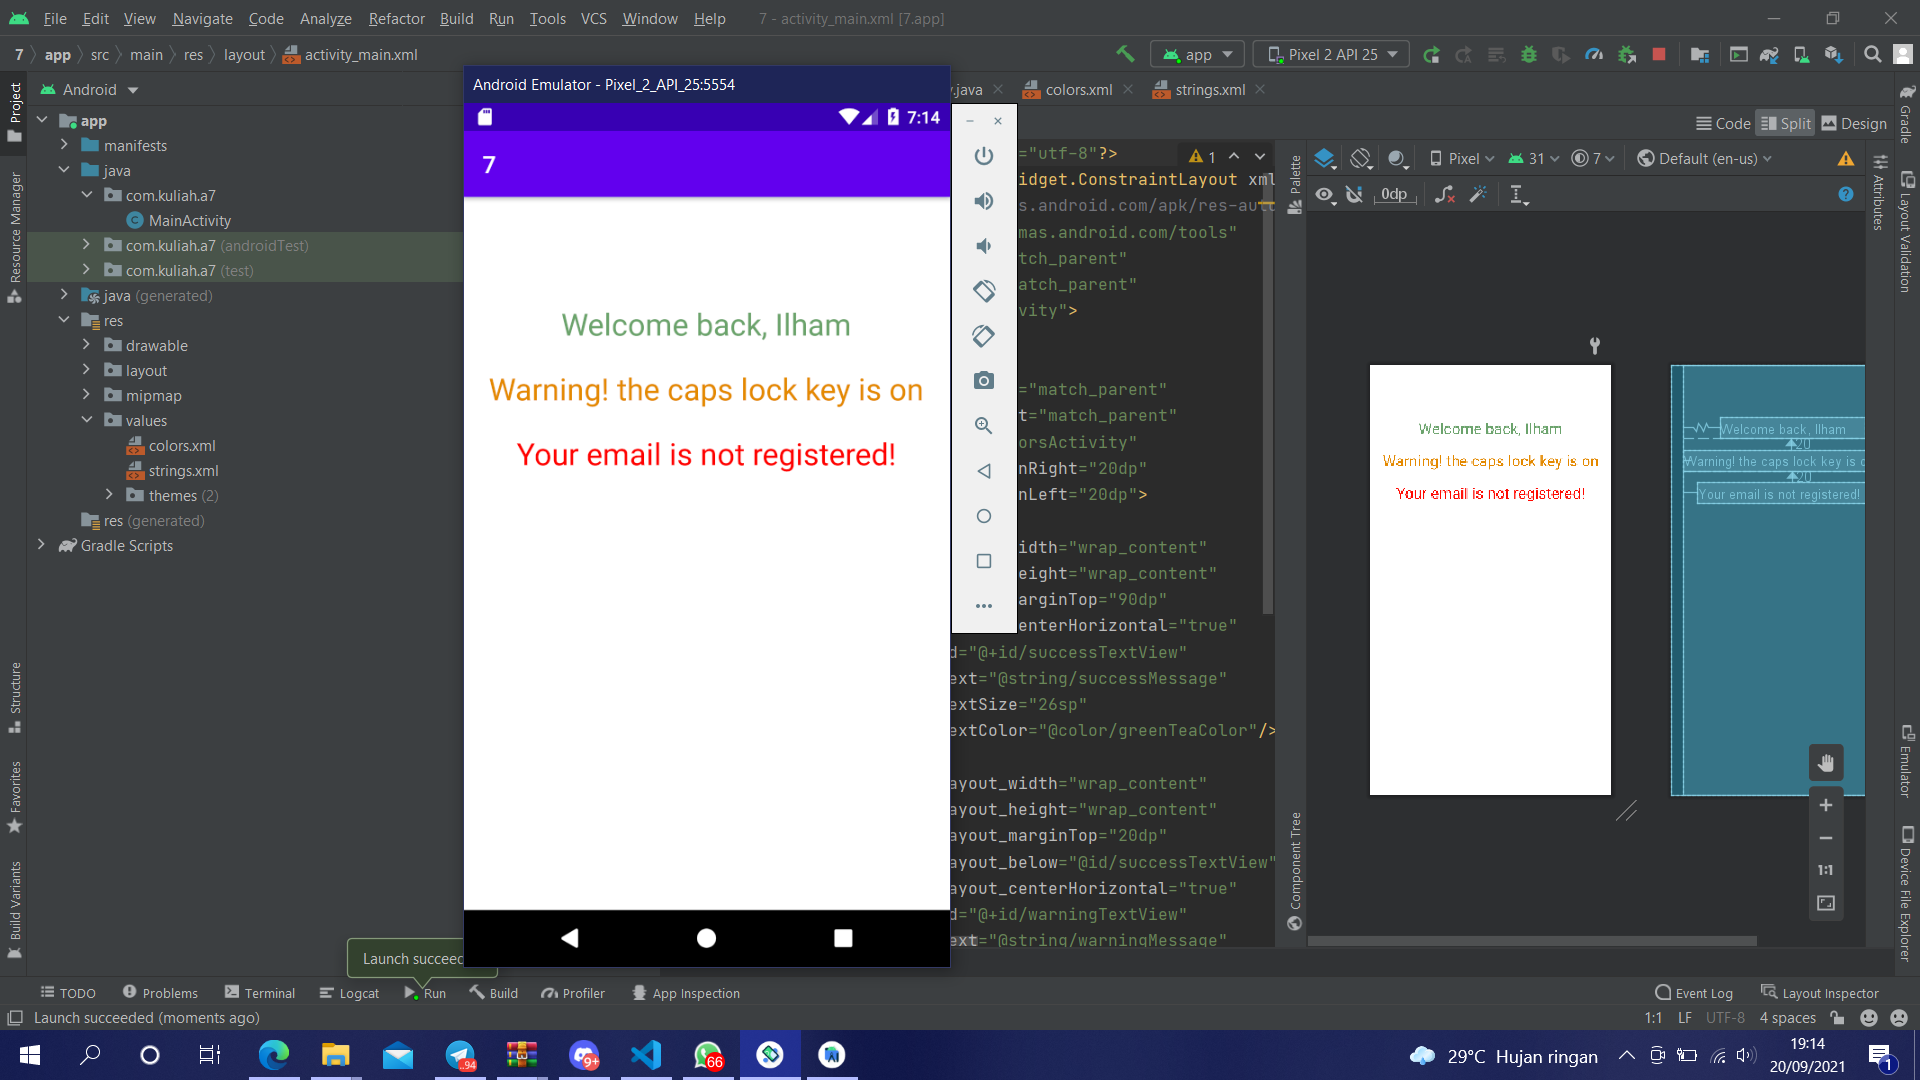 File Edit View Navigate Code Analyze Refactor Build Run Tools VCS Window Help 7 - activity_main.xml [7.app]
7 app src main res layout activity_main.xml
app Pixel 2 API 25
Project
Resource Manager
Structure
Favorites
Build Variants
Android
app
manifests
java
com.kuliah.a7
MainActivity
com.kuliah.a7 (androidTest)
com.kuliah.a7 (test)
java (generated)
res
drawable
layout
mipmap
values
colors.xml
strings.xml
themes (2)
res (generated)
Gradle Scripts
Android Emulator - Pixel_2_API_25:5554
7:14
7
Welcome back, Ilham
Warning! the caps lock key is on
Your email is not registered!
.java colors.xml strings.xml
Code Split Design
="utf-8"?>
1
idget.ConstraintLayout xml
s.android.com/apk/res-aut
mas.android.com/tools"
tch_parent"
atch_parent"
vity">
="match_parent"
t="match_parent"
orsActivity"
nRight="20dp"
nLeft="20dp">
idth="wrap_content"
eight="wrap_content"
arginTop="90dp"
enterHorizontal="true"
d="@+id/successTextView"
ext="@string/successMessage"
extSize="26sp"
extColor="@color/greenTeaColor"/>
ayout_width="wrap_content"
ayout_height="wrap_content"
ayout_marginTop="20dp"
ayout_below="@id/successTextView"
ayout_centerHorizontal="true"
d="@+id/warningTextView"
ext="@string/warningMessage"
Palette
Component Tree
Pixel 31 7 Default (en-us)
0dp
Welcome back, Ilham
Warning! the caps lock key is on
Your email is not registered!
Welcome back, Ilham
20
Warning! the caps lock key is o
20
Your email is not registered!
1:1
Attributes
Gradle
Layout Validation
Emulator
Device File Explorer
Launch succeed
TODO Problems Terminal Logcat Run Build Profiler App Inspection Event Log Layout Inspector
Launch succeeded (moments ago) 1:1 LF UTF-8 4 spaces
94
9+
66
29°C Hujan ringan
19:14
20/09/2021
1